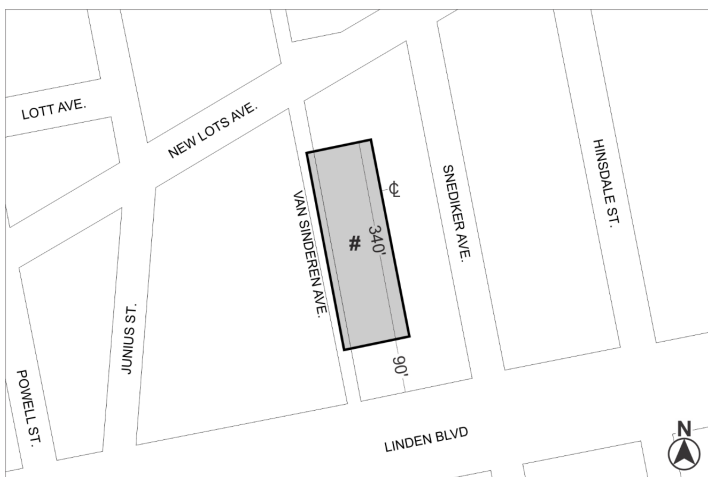 LOTT AVE.
NEW LOTS AVE.
HINSDALE ST.
SNEDIKER AVE.
VAN SINDEREN AVE.
℄
#
340'
JUNIUS ST.
90'
POWELL ST.
LINDEN BLVD
N